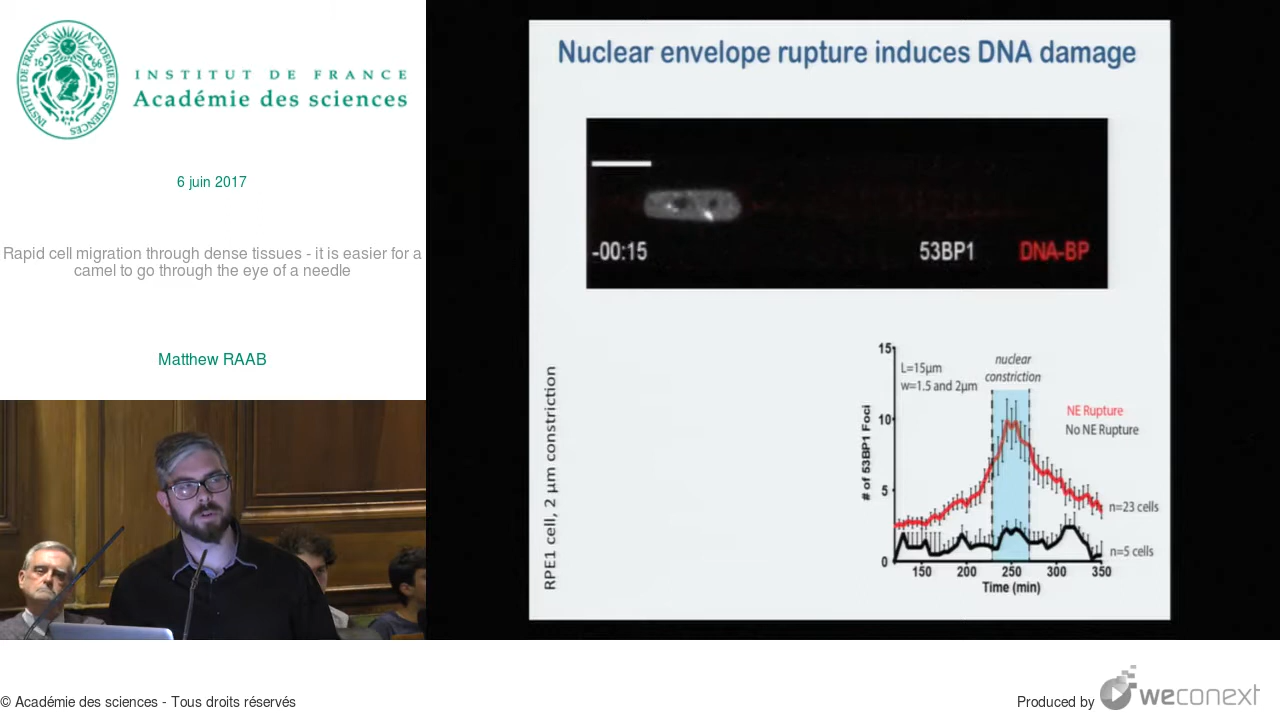 INSTITUT DE FRANCE
Académie des sciences
6 juin 2017
Rapid cell migration through dense tissues - it is easier for a
camel to go through the eye of a needle
Matthew RAAB
Nuclear envelope rupture induces DNA damage
-00:15
53BP1
DNA-BP
RPE1 cell, 2 µm constriction
# of 53BP1 Foci
15
10
5
0
L=15µm
w=1.5 and 2µm
nuclear
constriction
NE Rupture
No NE Rupture
n=23 cells
n=5 cells
150 200 250 300 350
Time (min)
© Académie des sciences - Tous droits réservés
Produced by weconext